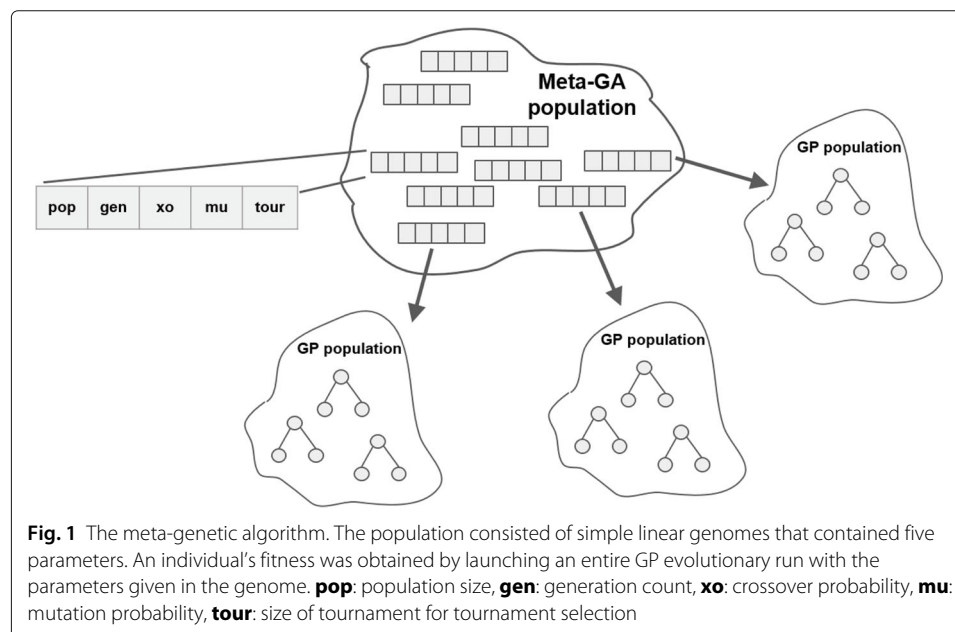 Meta-GA
population
GP population
pop gen xo mu tour
GP population
GP population
Fig. 1 The meta-genetic algorithm. The population consisted of simple linear genomes that contained five
parameters. An individual's fitness was obtained by launching an entire GP evolutionary run with the
parameters given in the genome. pop: population size, gen: generation count, xo: crossover probability, mu:
mutation probability, tour: size of tournament for tournament selection